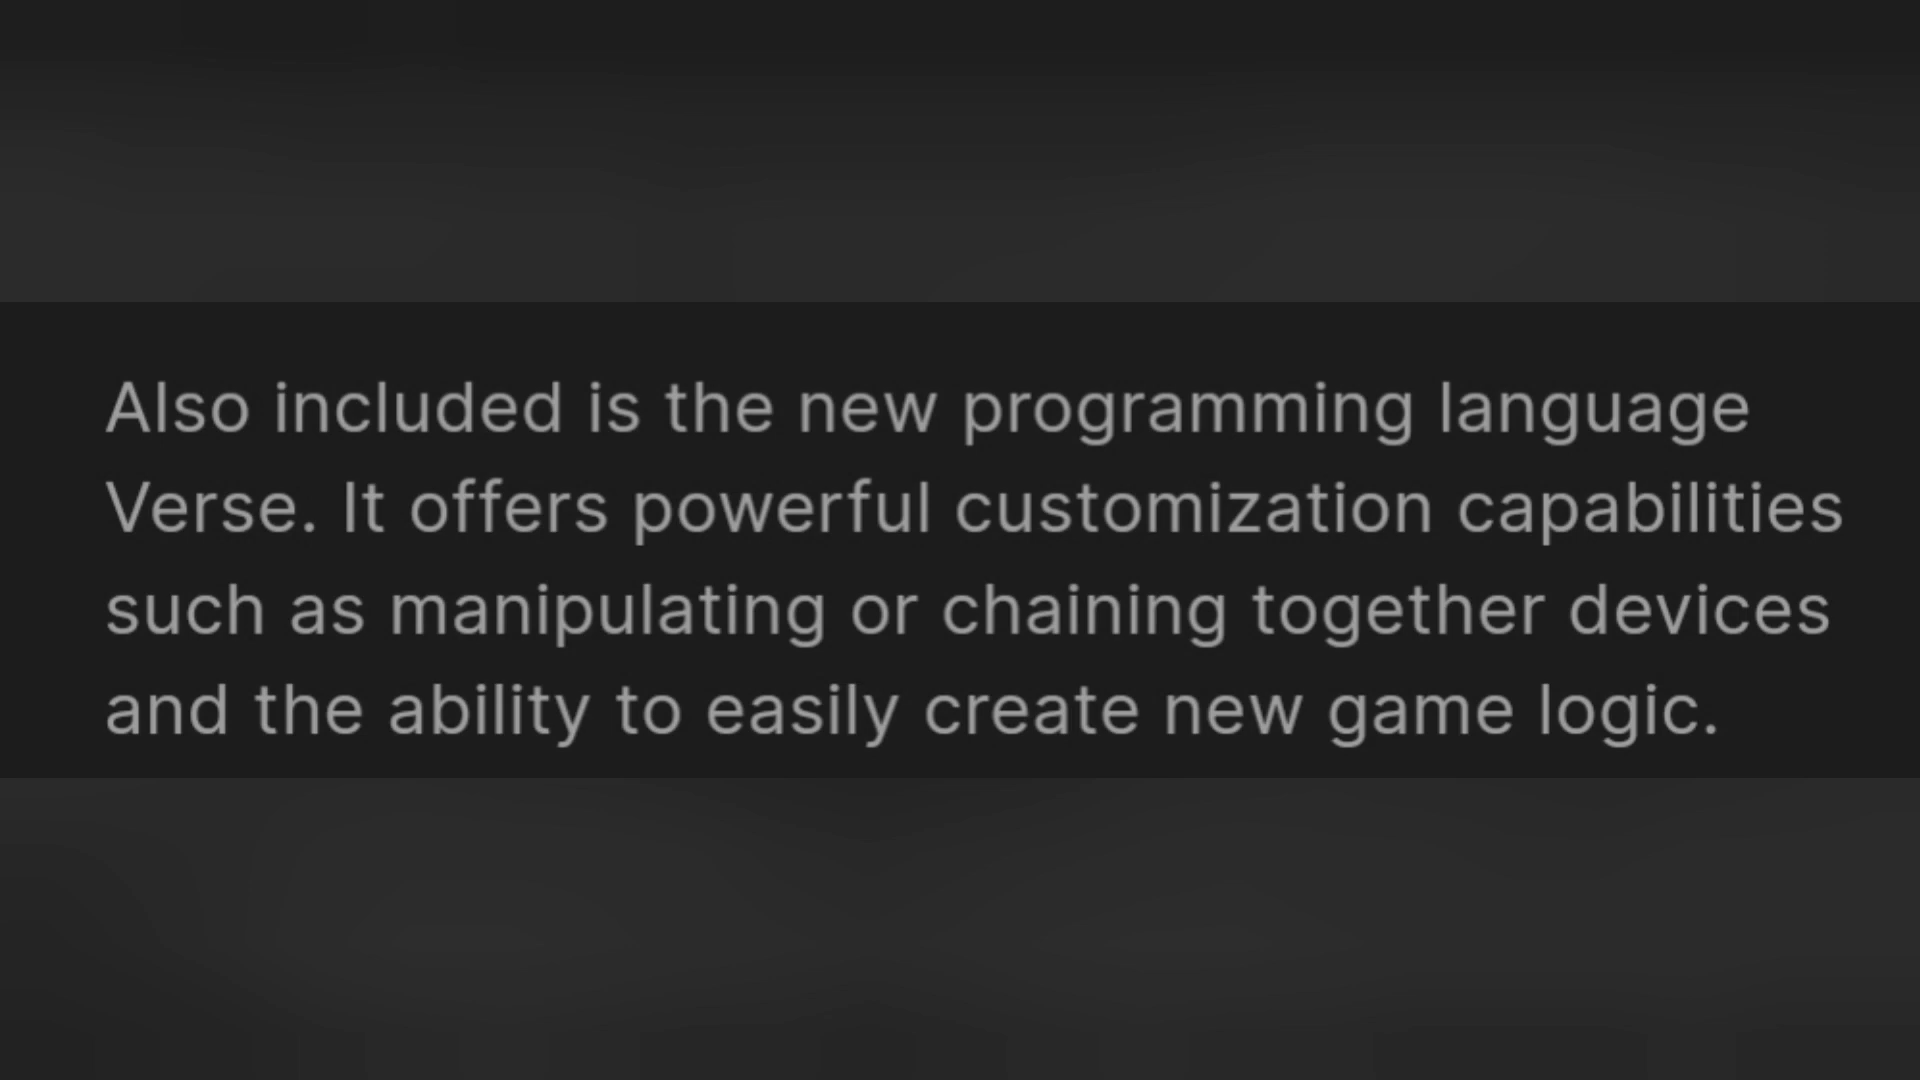 Also included is the new programming language
Verse. It offers powerful customization capabilities
such as manipulating or chaining together devices
and the ability to easily create new game logic.